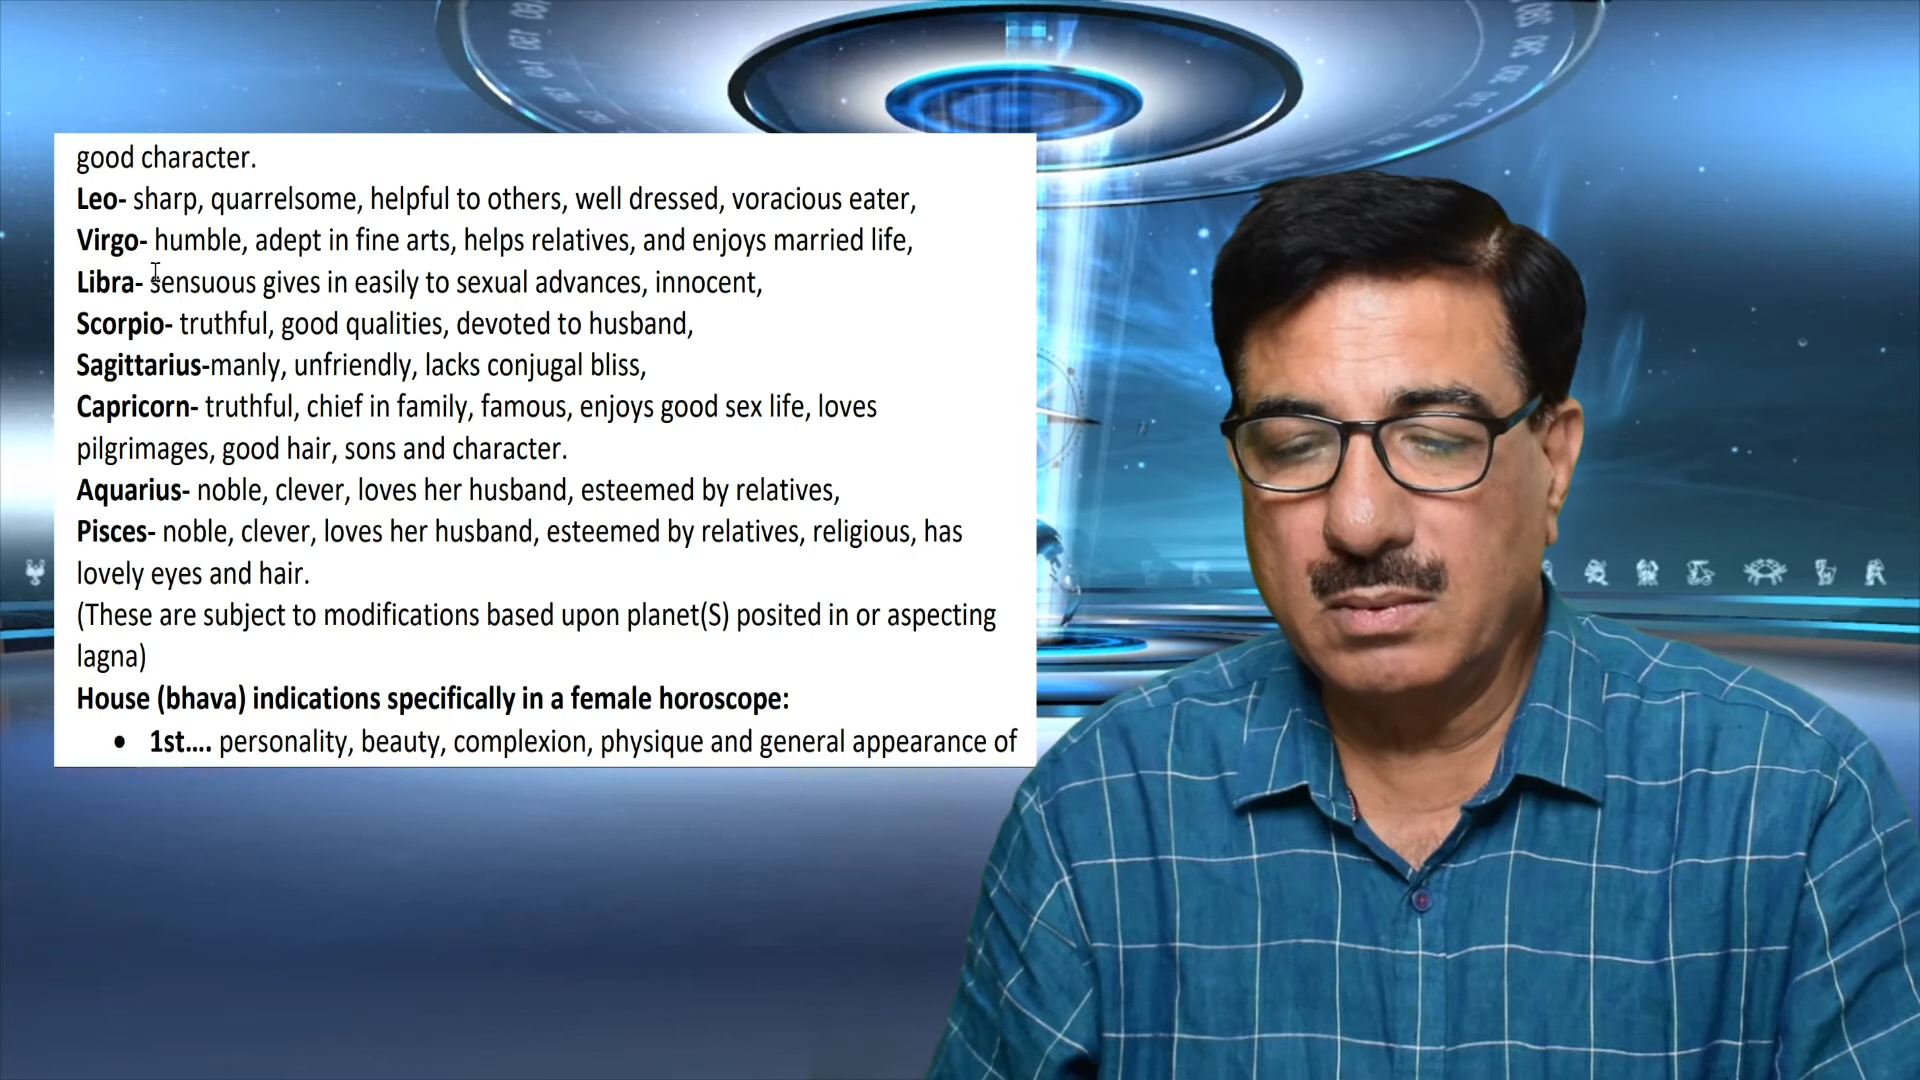 good character.
Leo- sharp, quarrelsome, helpful to others, well dressed, voracious eater,
Virgo- humble, adept in fine arts, helps relatives, and enjoys married life,
Libra- sensuous gives in easily to sexual advances, innocent,
Scorpio- truthful, good qualities, devoted to husband,
Sagittarius-manly, unfriendly, lacks conjugal bliss,
Capricorn- truthful, chief in family, famous, enjoys good sex life, loves
pilgrimages, good hair, sons and character.
Aquarius- noble, clever, loves her husband, esteemed by relatives,
Pisces- noble, clever, loves her husband, esteemed by relatives, religious, has
lovely eyes and hair.
(These are subject to modifications based upon planet(S) posited in or aspecting
lagna)
House (bhava) indications specifically in a female horoscope:
• 1st.... personality, beauty, complexion, physique and general appearance of